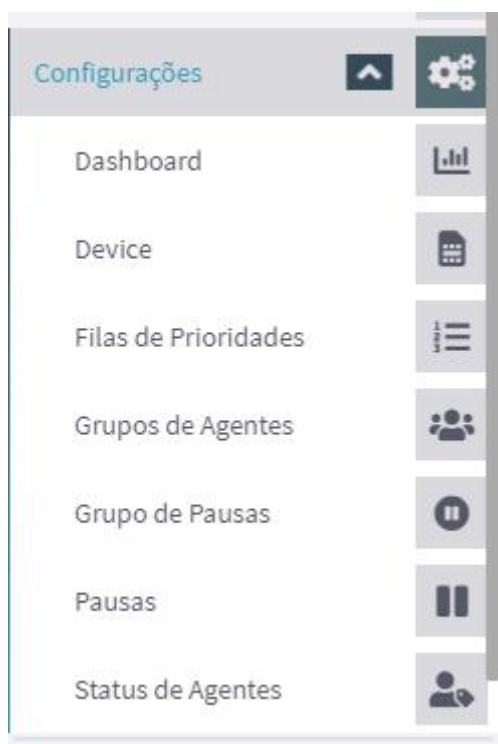 Configurações
Dashboard
Device
Filas de Prioridades
Grupos de Agentes
Grupo de Pausas
Pausas
Status de Agentes